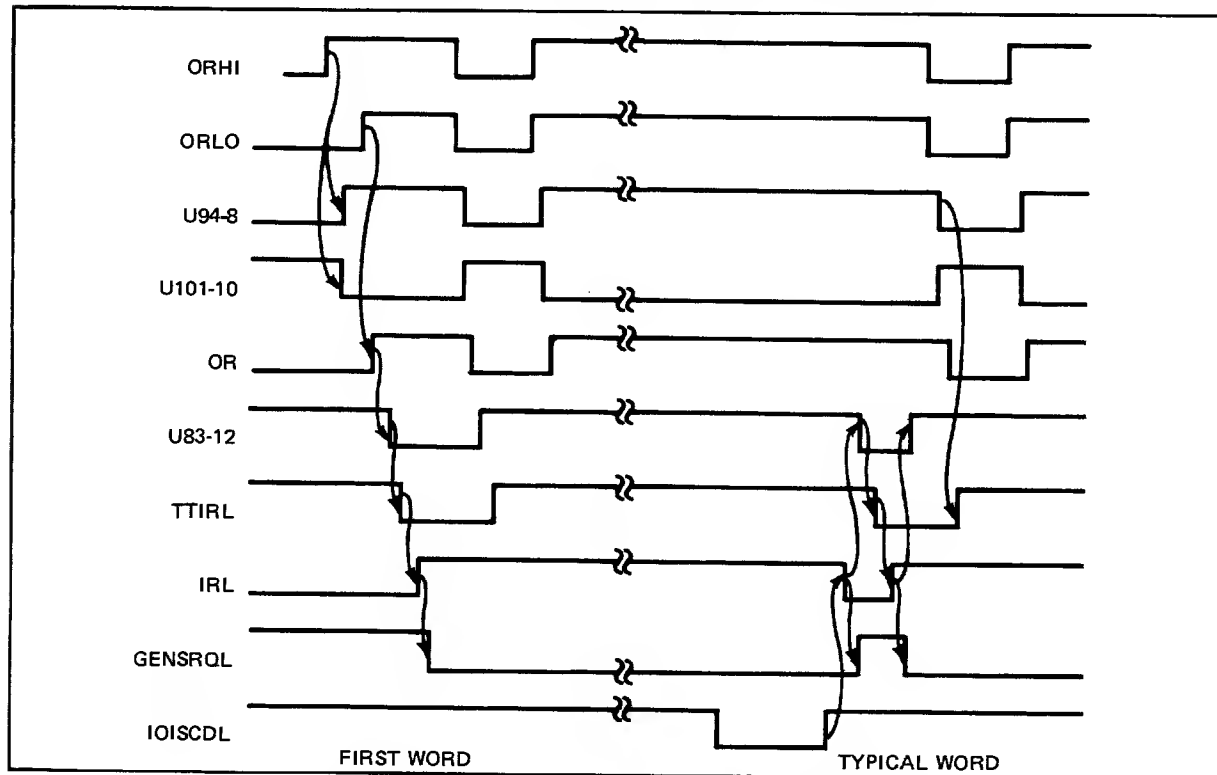 ORHI
ORLO
U94-8
U101-10
OR
U83-12
TTIRL
IRL
GENSRQL
IOISCDL
FIRST WORD
TYPICAL WORD